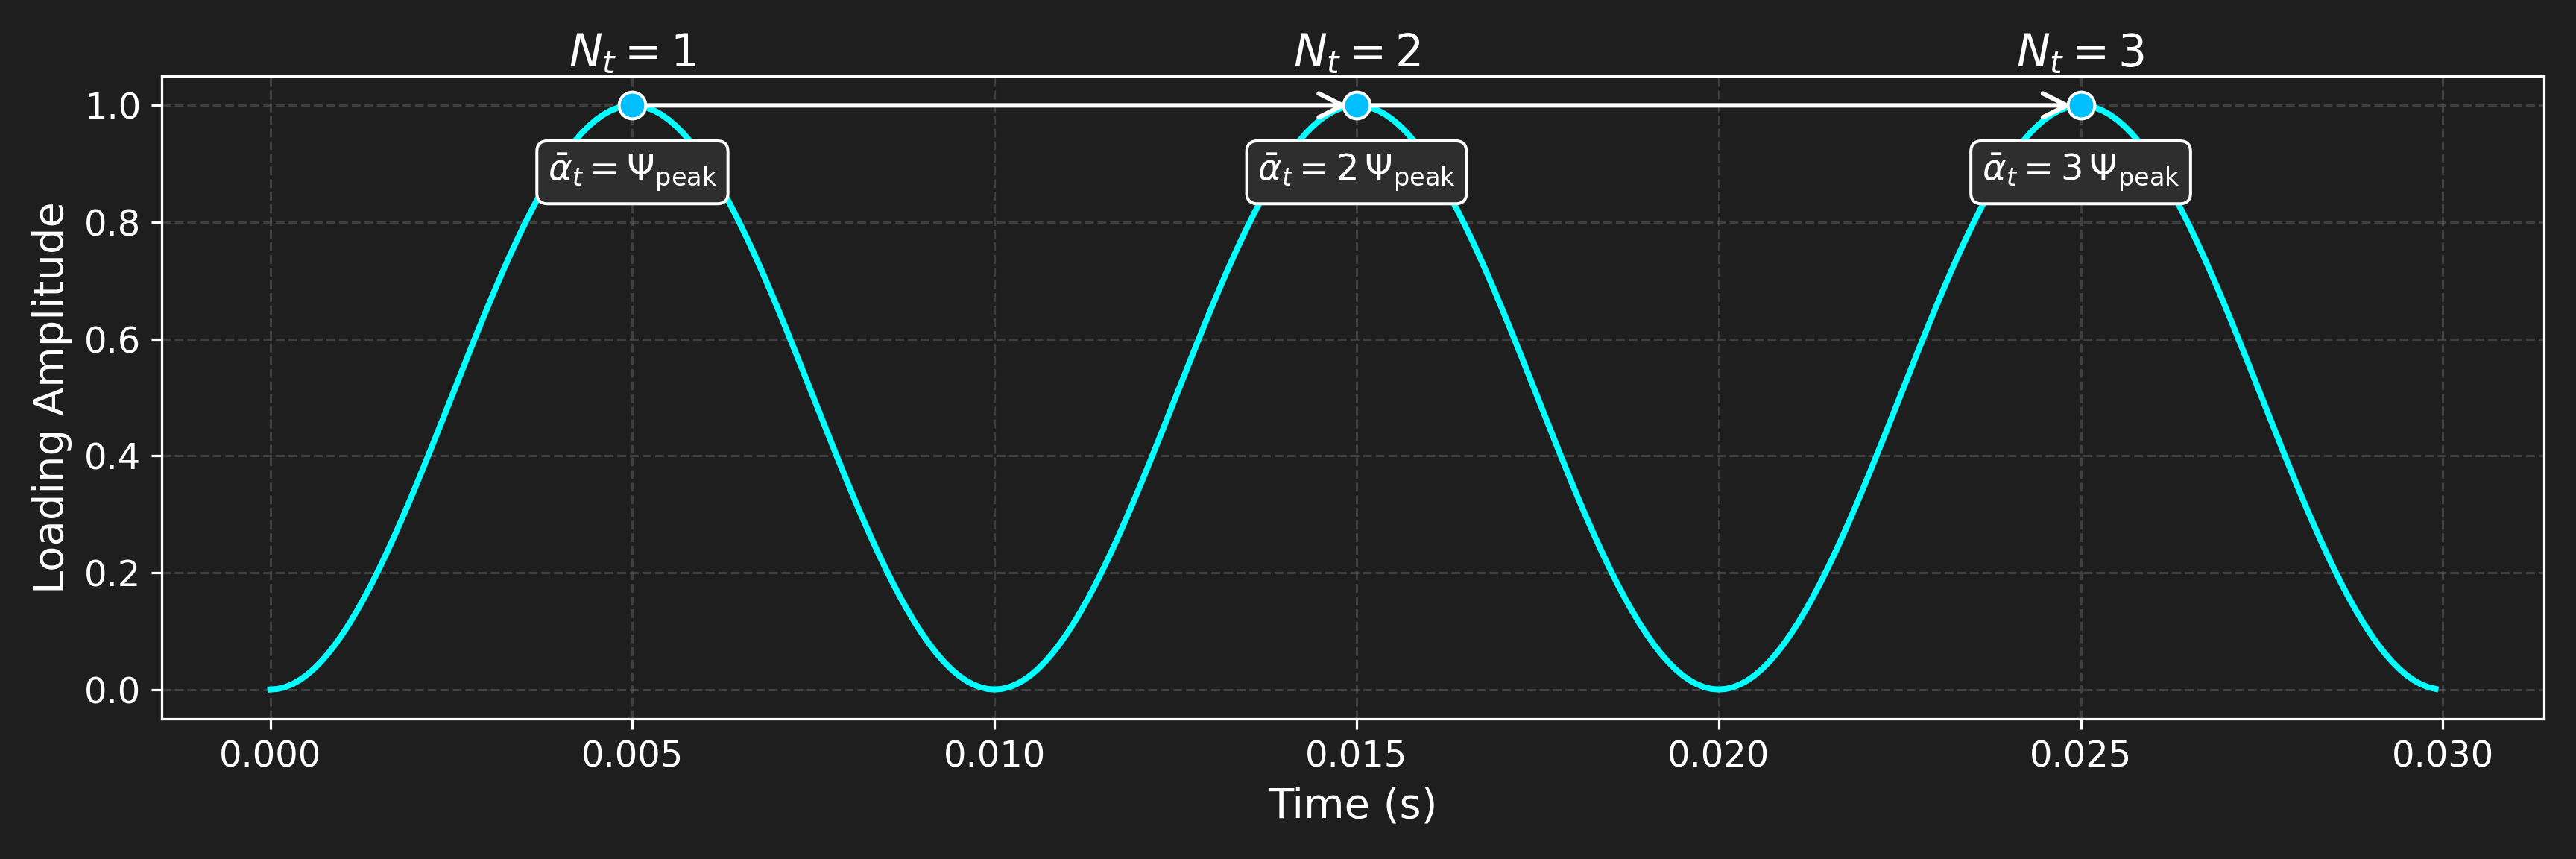 N_t = 1 N_t = 2 N_t = 3
1.0
ᾱ_t = Ψ_peak ᾱ_t = 2 Ψ_peak ᾱ_t = 3 Ψ_peak
0.8
0.6
0.4
0.2
0.0
Loading Amplitude
0.000 0.005 0.010 0.015 0.020 0.025 0.030
Time (s)